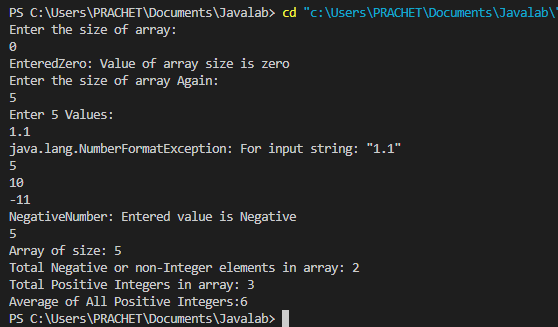 PS C:\Users\PRACHET\Documents\Javalab> cd "c:\Users\PRACHET\Documents\Javalab\"
Enter the size of array:
0
EnteredZero: Value of array size is zero
Enter the size of array Again:
5
Enter 5 Values:
1.1
java.lang.NumberFormatException: For input string: "1.1"
5
10
-11
NegativeNumber: Entered value is Negative
5
Array of size: 5
Total Negative or non-Integer elements in array: 2
Total Positive Integers in array: 3
Average of All Positive Integers:6
PS C:\Users\PRACHET\Documents\Javalab>